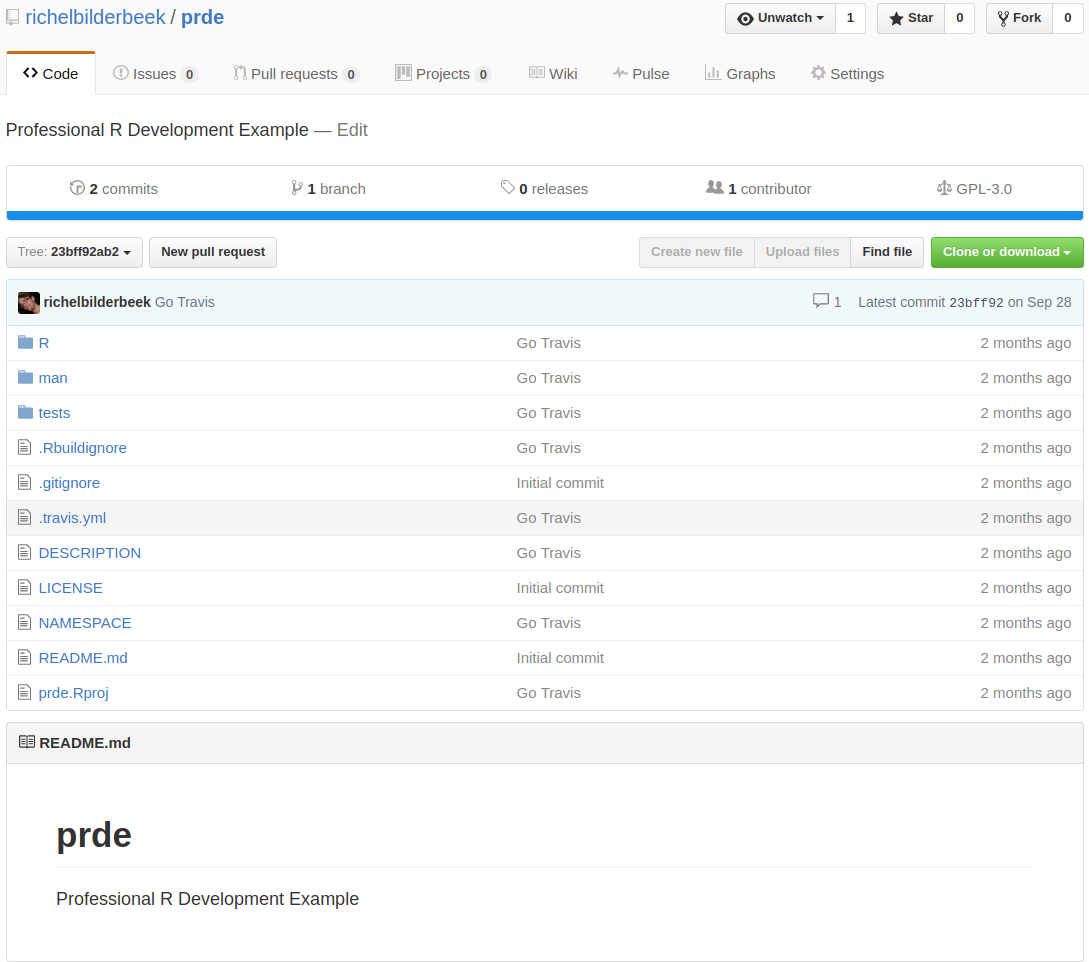 richelbilderbeek / prde Unwatch 1 Star 0 Fork 0
Code Issues 0 Pull requests 0 Projects 0 Wiki Pulse Graphs Settings
Professional R Development Example — Edit
2 commits 1 branch 0 releases 1 contributor GPL-3.0
Tree: 23bff92ab2 New pull request Create new file Upload files Find file Clone or download
richelbilderbeek Go Travis 1 Latest commit 23bff92 on Sep 28
R Go Travis 2 months ago
man Go Travis 2 months ago
tests Go Travis 2 months ago
.Rbuildignore Go Travis 2 months ago
.gitignore Initial commit 2 months ago
.travis.yml Go Travis 2 months ago
DESCRIPTION Go Travis 2 months ago
LICENSE Initial commit 2 months ago
NAMESPACE Go Travis 2 months ago
README.md Initial commit 2 months ago
prde.Rproj Go Travis 2 months ago
README.md
prde
Professional R Development Example